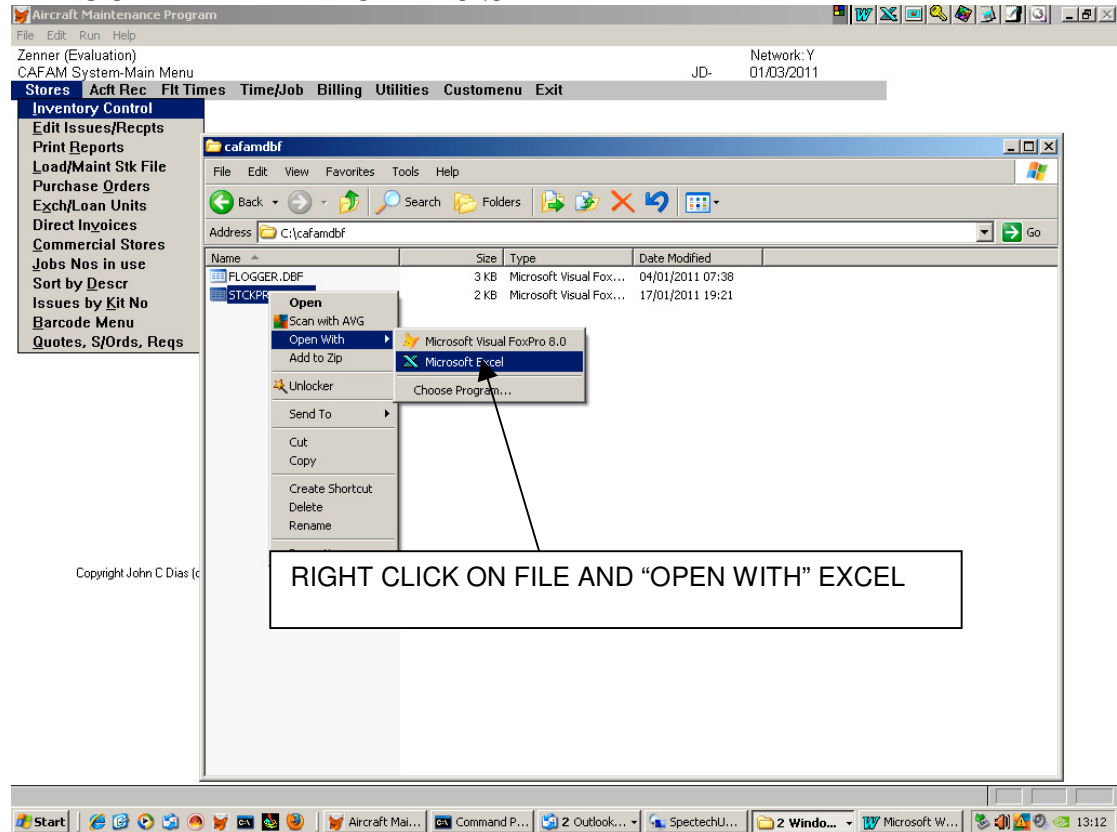 Aircraft Maintenance Program
File Edit Run Help
Zenner (Evaluation) Network: Y
CAFAM System-Main Menu JD- 01/03/2011
Stores Acft Rec Flt Times Time/Job Billing Utilities Customenu Exit
Inventory Control
Edit Issues/Recpts
Print Reports
Load/Maint Stk File
Purchase Orders
Exch/Loan Units
Direct Invoices
Commercial Stores
Jobs Nos in use
Sort by Descr
Issues by Kit No
Barcode Menu
Quotes, S/Ords, Reqs
cafamdbf
File Edit View Favorites Tools Help
Back Search Folders
Address C:\cafamdbf Go
Name Size Type Date Modified
FLOGGER.DBF 3 KB Microsoft Visual Fox... 04/01/2011 07:38
STCKPR 2 KB Microsoft Visual Fox... 17/01/2011 19:21
Open
Scan with AVG
Open With
Add to Zip
Unlocker
Send To
Cut
Copy
Create Shortcut
Delete
Rename
Microsoft Visual FoxPro 8.0
Microsoft Excel
Choose Program...
RIGHT CLICK ON FILE AND “OPEN WITH” EXCEL
Copyright John C Dias (c
Start Aircraft Mai... Command P... 2 Outlook... SpectechU... 2 Windo... Microsoft W... 13:12